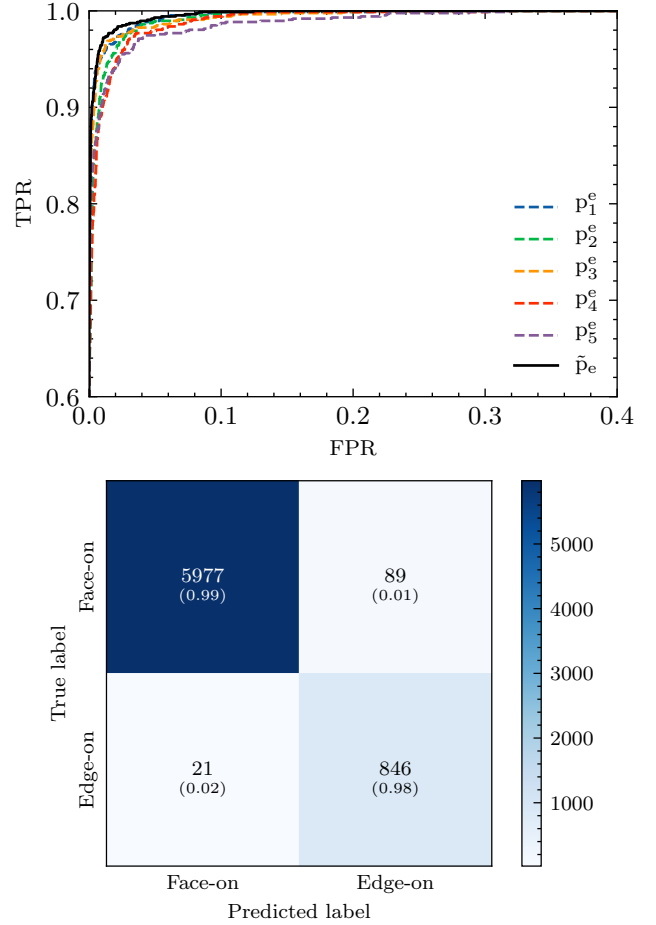 1.0
0.9
0.8
0.7
0.6
TPR
0.0 0.1 0.2 0.3 0.4
FPR
p₁ᵉ
p₂ᵉ
p₃ᵉ
p₄ᵉ
p₅ᵉ
p̃ₑ
Face-on
Edge-on
True label
5977
(0.99)
89
(0.01)
21
(0.02)
846
(0.98)
Face-on Edge-on
Predicted label
5000
4000
3000
2000
1000